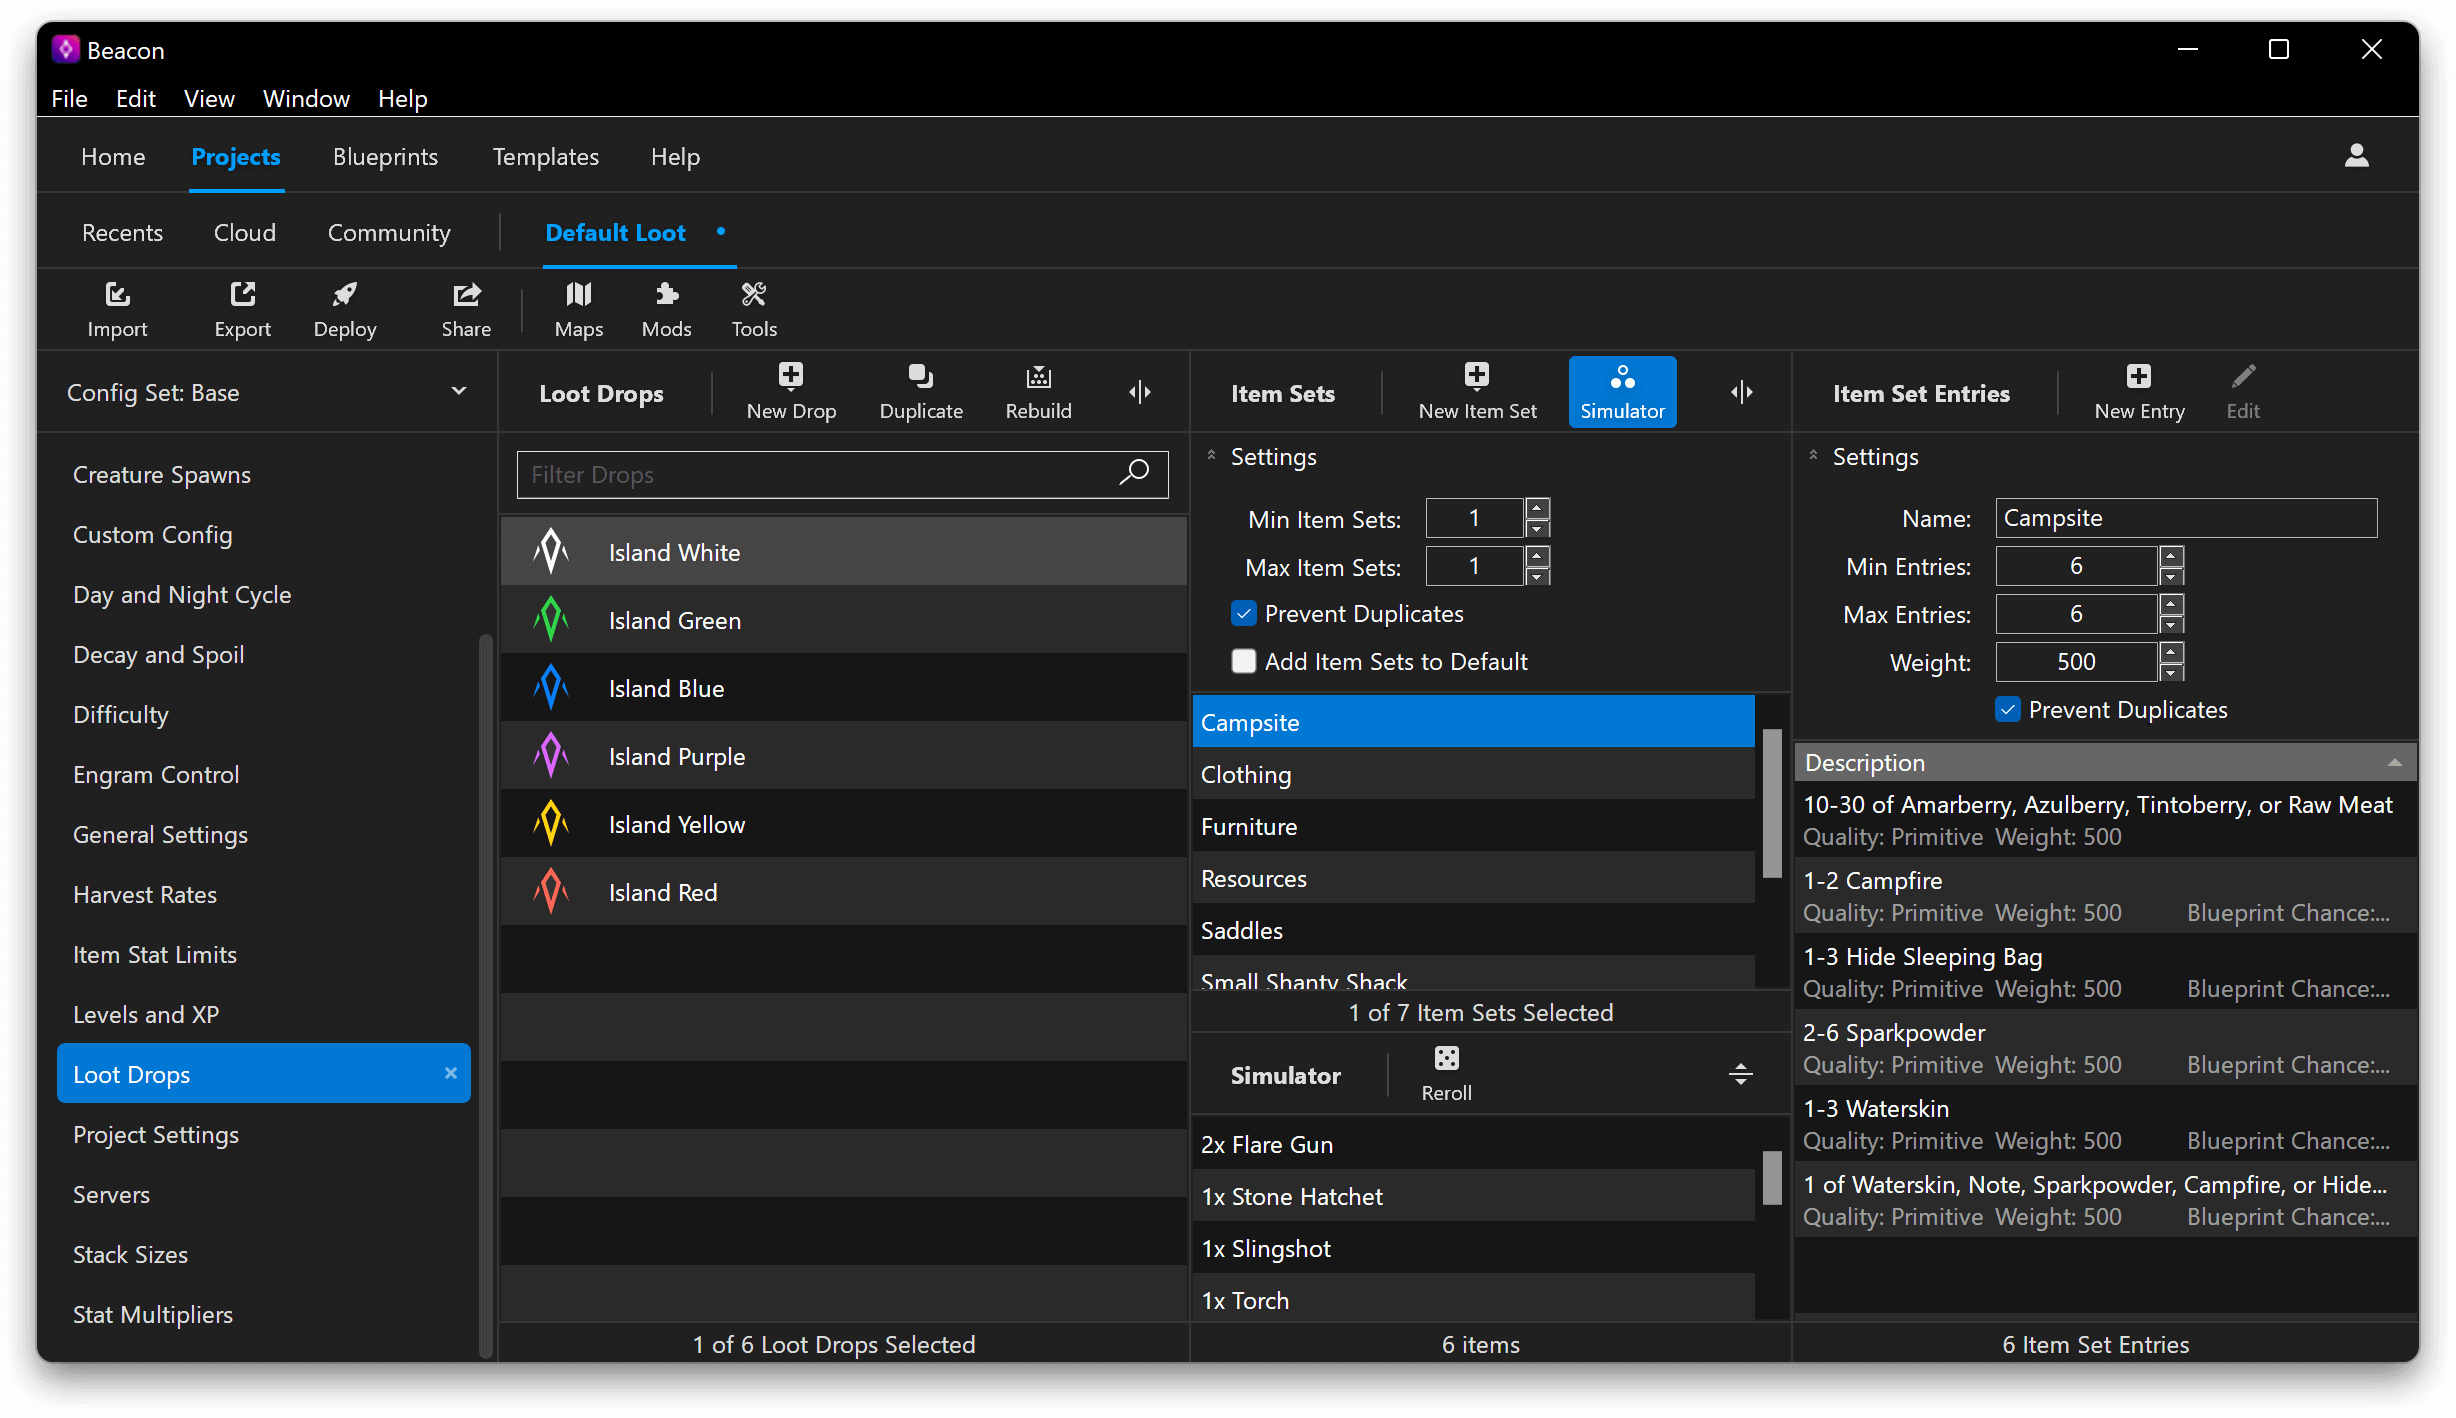 Beacon
File Edit View Window Help
Home Projects Blueprints Templates Help
Recents Cloud Community Default Loot
Import Export Deploy Share Maps Mods Tools
Config Set: Base
Creature Spawns
Custom Config
Day and Night Cycle
Decay and Spoil
Difficulty
Engram Control
General Settings
Harvest Rates
Item Stat Limits
Levels and XP
Loot Drops
Project Settings
Servers
Stack Sizes
Stat Multipliers
Loot Drops New Drop Duplicate Rebuild
Filter Drops
Island White
Island Green
Island Blue
Island Purple
Island Yellow
Island Red
1 of 6 Loot Drops Selected
Item Sets New Item Set Simulator
Settings
Min Item Sets: 1
Max Item Sets: 1
Prevent Duplicates
Add Item Sets to Default
Campsite
Clothing
Furniture
Resources
Saddles
Small Shanty Shack
1 of 7 Item Sets Selected
Simulator Reroll
2x Flare Gun
1x Stone Hatchet
1x Slingshot
1x Torch
6 items
Item Set Entries New Entry Edit
Settings
Name: Campsite
Min Entries: 6
Max Entries: 6
Weight: 500
Prevent Duplicates
Description
10-30 of Amarberry, Azulberry, Tintoberry, or Raw Meat
Quality: Primitive Weight: 500
1-2 Campfire
Quality: Primitive Weight: 500 Blueprint Chance:...
1-3 Hide Sleeping Bag
Quality: Primitive Weight: 500 Blueprint Chance:...
2-6 Sparkpowder
Quality: Primitive Weight: 500 Blueprint Chance:...
1-3 Waterskin
Quality: Primitive Weight: 500 Blueprint Chance:...
1 of Waterskin, Note, Sparkpowder, Campfire, or Hide...
Quality: Primitive Weight: 500 Blueprint Chance:...
6 Item Set Entries